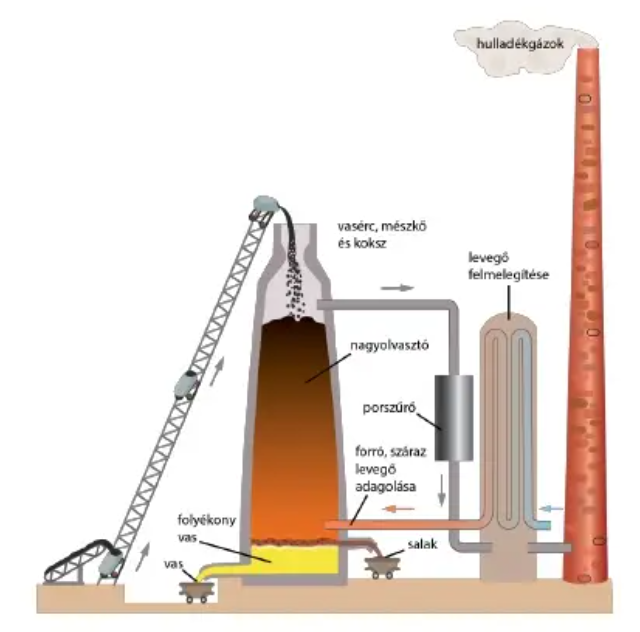 hulladékgázok
vasérc, mészkő
és koksz
levegő
felmelegítése
nagyolvasztó
porszűrő
forró, száraz
levegő
adagolása
folyékony
vas
salak
vas